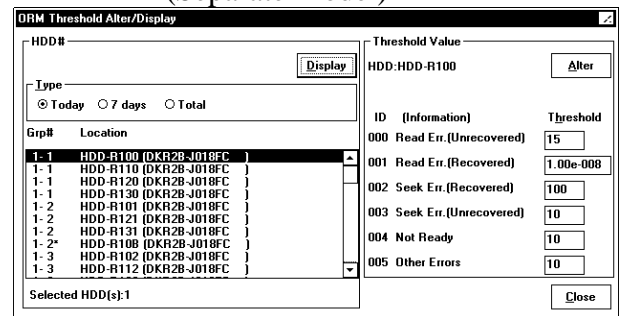 (Separate Model)
ORM Threshold Alter/Display
HDD#
Display
Type
Today 7 days Total
Grp# Location
1- 1 HDD-R100 (DKR2B-J018FC )
1- 1 HDD-R110 (DKR2B-J018FC )
1- 1 HDD-R120 (DKR2B-J018FC )
1- 1 HDD-R130 (DKR2B-J018FC )
1- 2 HDD-R101 (DKR2B-J018FC )
1- 2 HDD-R121 (DKR2B-J018FC )
1- 2 HDD-R131 (DKR2B-J018FC )
1- 2* HDD-R10B (DKR2B-J018FC )
1- 3 HDD-R102 (DKR2B-J018FC )
1- 3 HDD-R112 (DKR2B-J018FC )
Selected HDD(s):1
Threshold Value
HDD:HDD-R100 Alter
ID (Information) Threshold
000 Read Err.(Unrecovered) 15
001 Read Err.(Recovered) 1.00e-008
002 Seek Err.(Recovered) 100
003 Seek Err.(Unrecovered) 10
004 Not Ready 10
005 Other Errors 10
Close